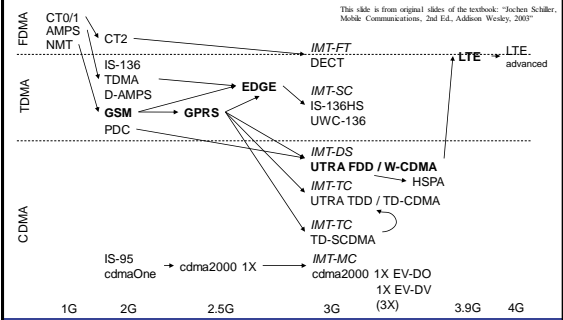 This slide is from original slides of the textbook: "Jochen Schiller,
Mobile Communications, 2nd Ed., Addison Wesley, 2003"
FDMA
CT0/1
AMPS
NMT
CT2
IMT-FT
DECT
LTE
LTE
advanced
TDMA
IS-136
TDMA
D-AMPS
GSM
PDC
GPRS
EDGE
IMT-SC
IS-136HS
UWC-136
CDMA
IMT-DS
UTRA FDD / W-CDMA
HSPA
IMT-TC
UTRA TDD / TD-CDMA
IMT-TC
TD-SCDMA
IS-95
cdmaOne
cdma2000 1X
IMT-MC
cdma2000 1X EV-DO
1X EV-DV
(3X)
1G
2G
2.5G
3G
3.9G
4G